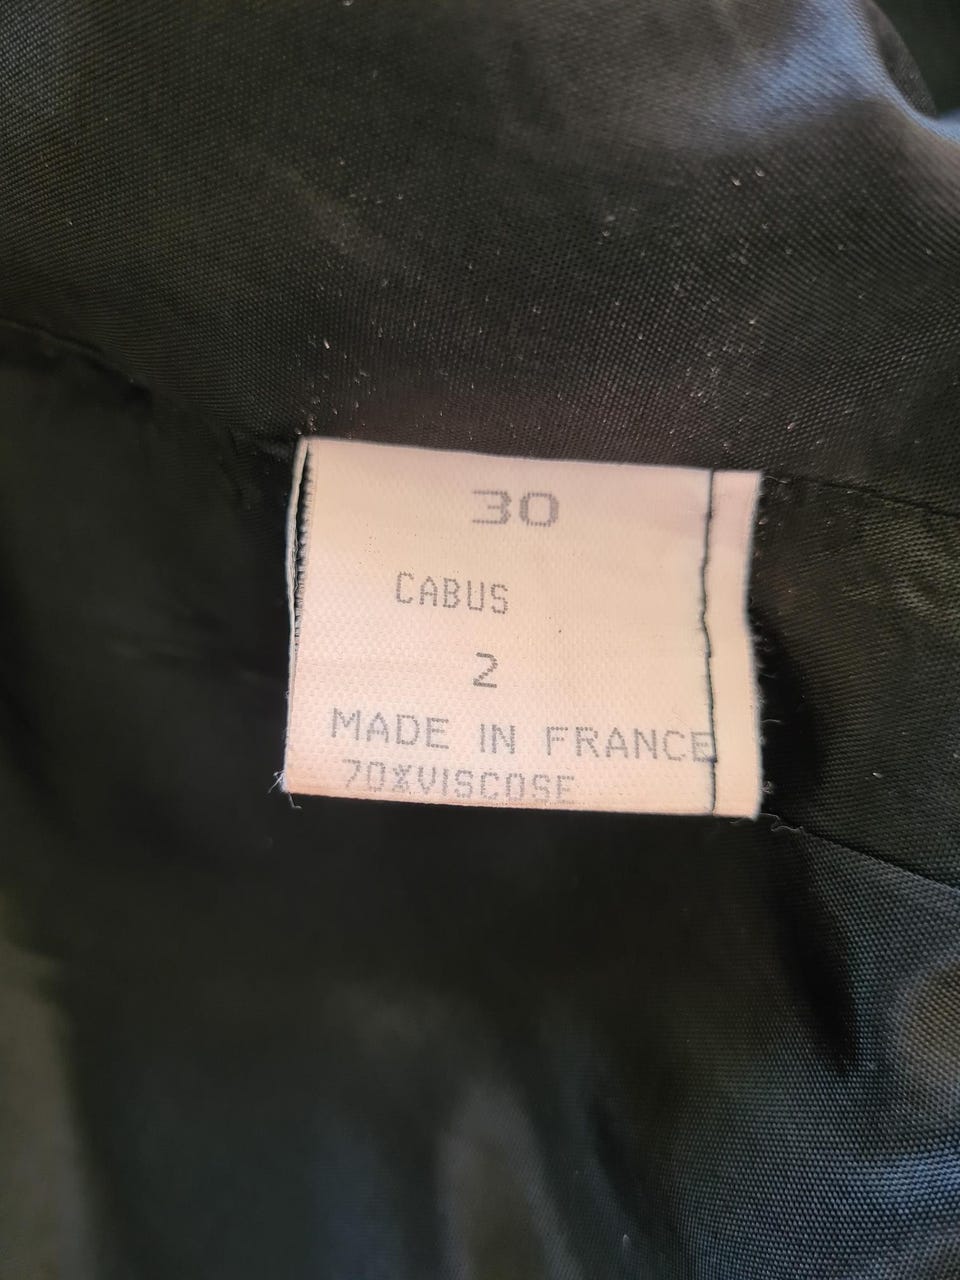 30
CABUS
2
MADE IN FRANCE
70%VISCOSE